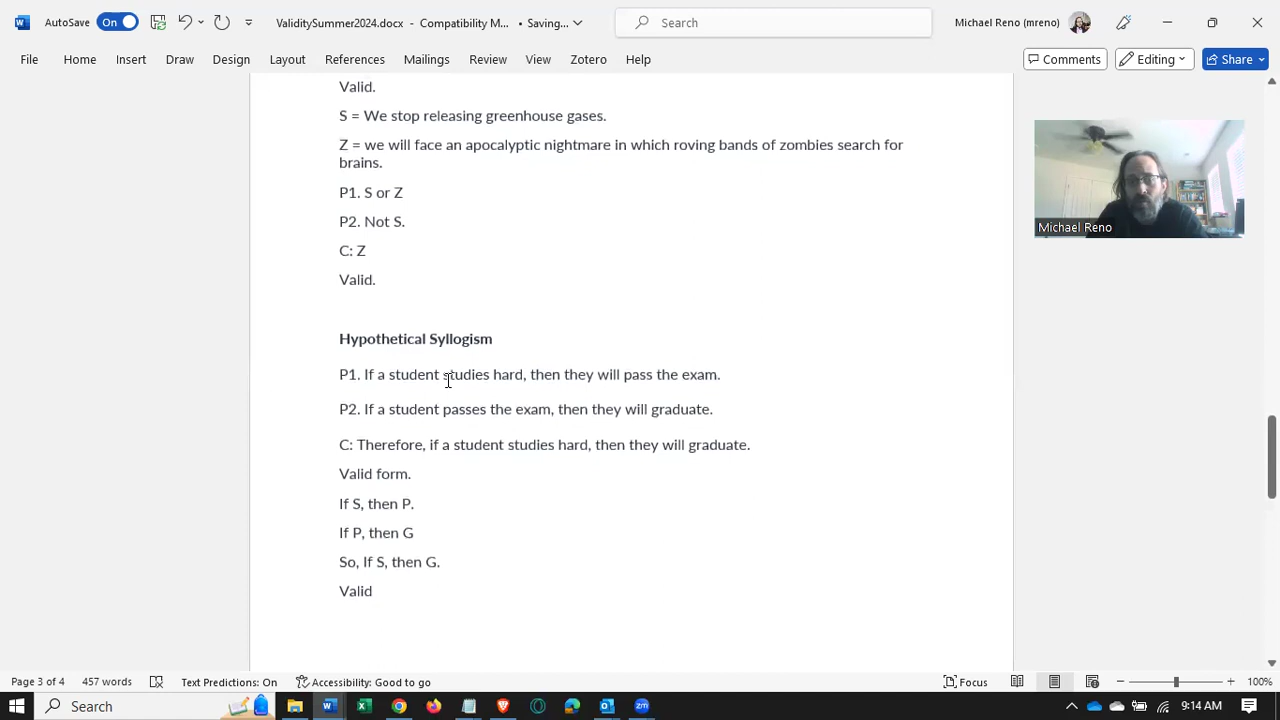 AutoSave On ValiditySummer2024.docx - Compatibility M... • Saving... Search Michael Reno (mreno)
File Home Insert Draw Design Layout References Mailings Review View Zotero Help Comments Editing Share
Valid.
S = We stop releasing greenhouse gases.
Z = we will face an apocalyptic nightmare in which roving bands of zombies search for
brains.
P1. S or Z
P2. Not S.
C: Z
Valid.
Hypothetical Syllogism
P1. If a student studies hard, then they will pass the exam.
P2. If a student passes the exam, then they will graduate.
C: Therefore, if a student studies hard, then they will graduate.
Valid form.
If S, then P.
If P, then G
So, If S, then G.
Valid
Michael Reno
Page 3 of 4 457 words Text Predictions: On Accessibility: Good to go Focus 100%
Search 9:14 AM